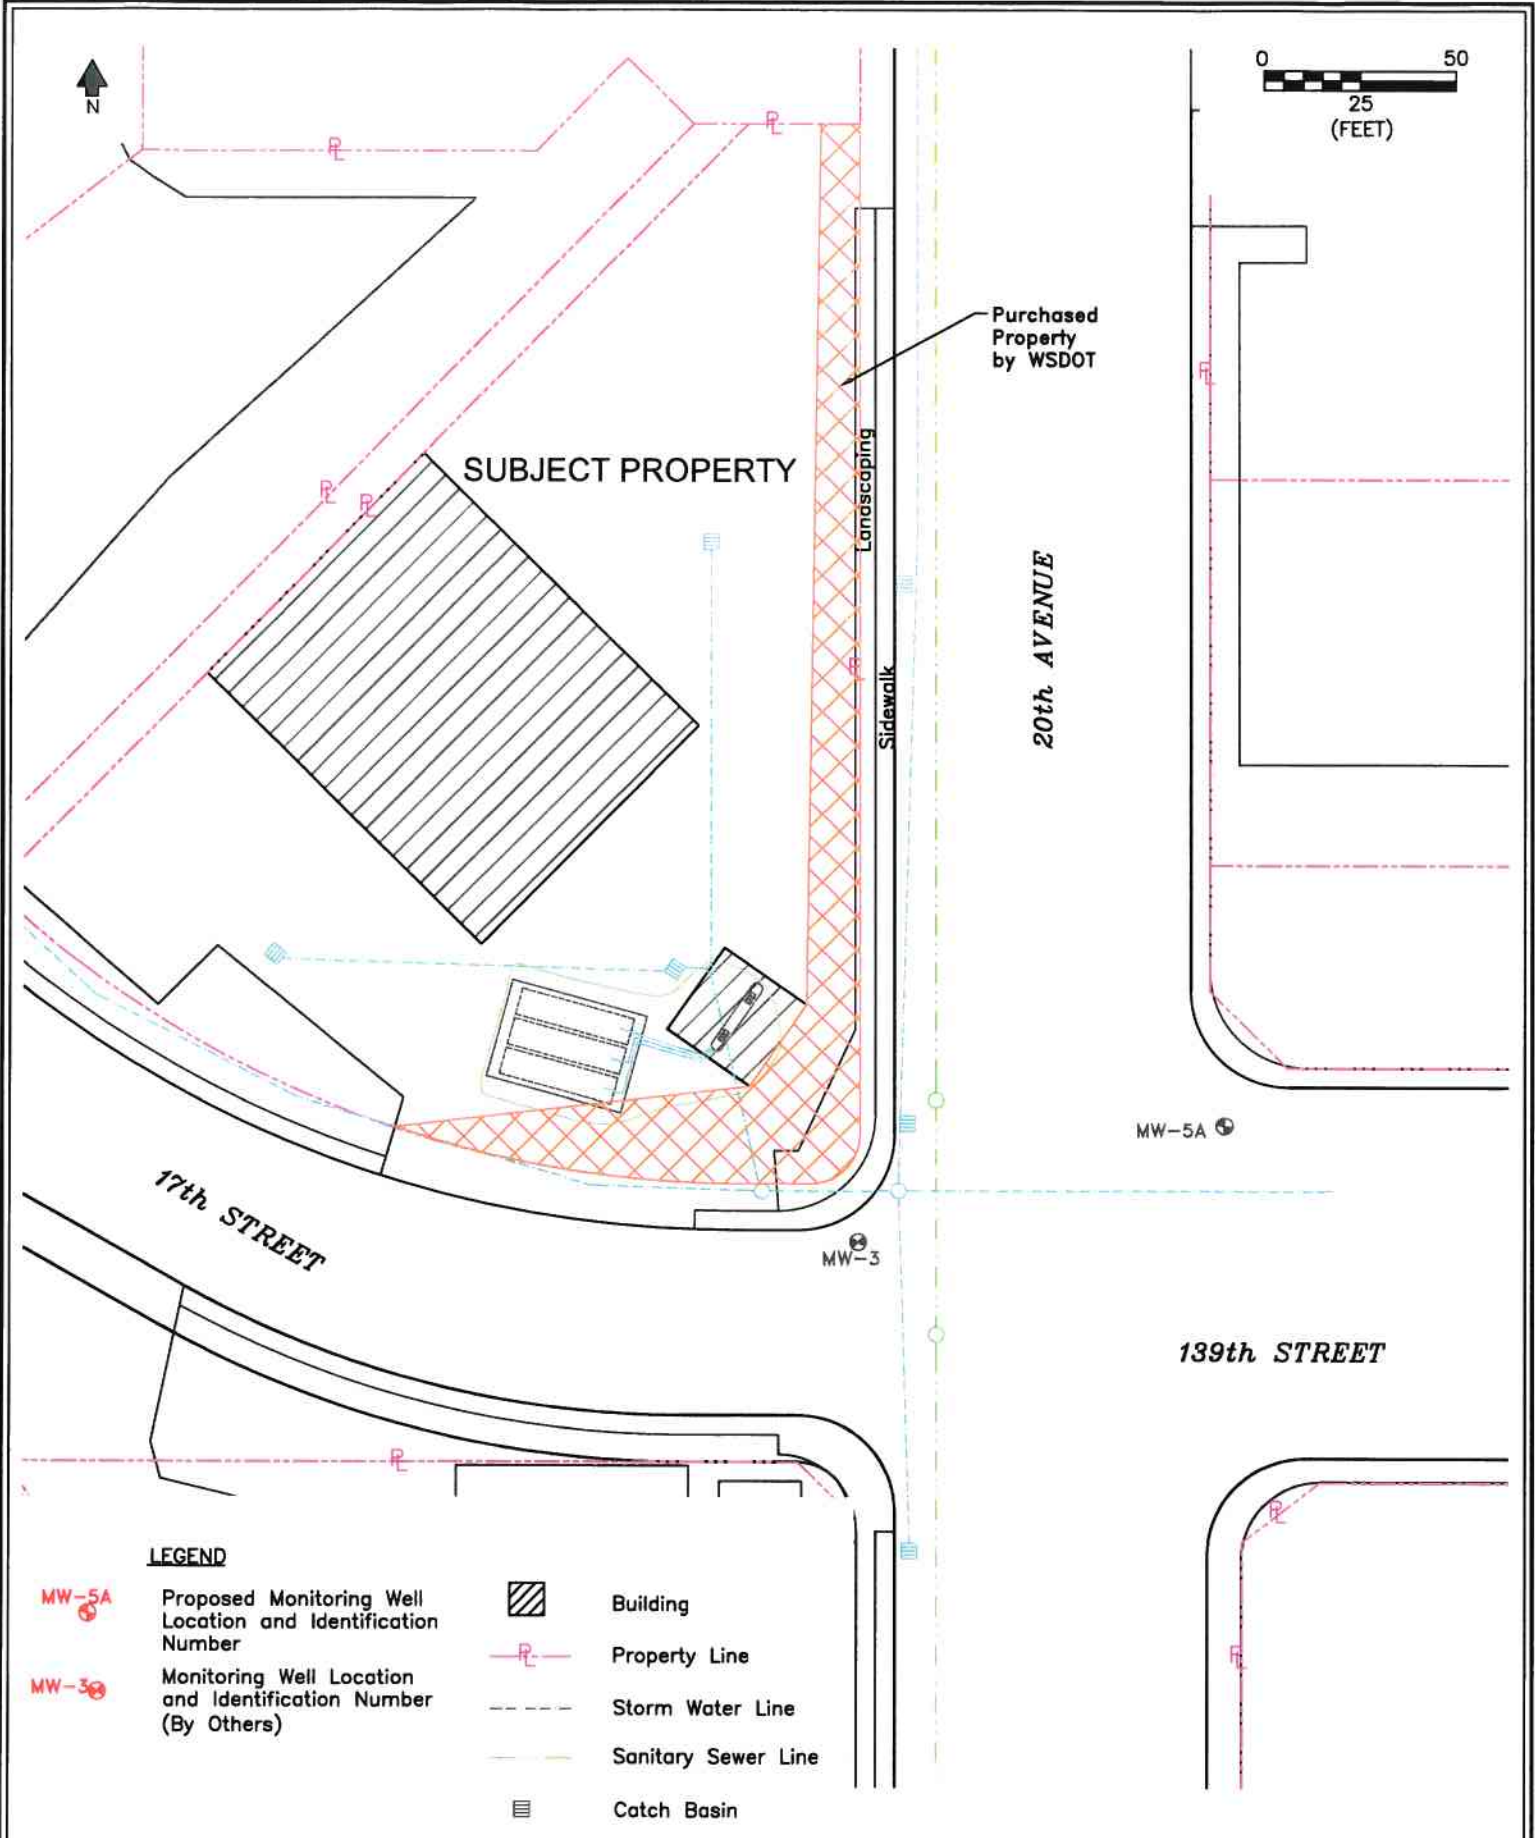 N
0 50
25
(FEET)
PL
PL
Purchased
Property
by WSDOT
PL
Landscaping
SUBJECT PROPERTY
PL
PL
20th AVENUE
PL
Sidewalk
MW-5A
17th STREET
MW-3
139th STREET
PL
PL
LEGEND
MW-5A
Proposed Monitoring Well
Location and Identification
Number
MW-3
Monitoring Well Location
and Identification Number
(By Others)
Building
PL
Property Line
Storm Water Line
Sanitary Sewer Line
Catch Basin
PL